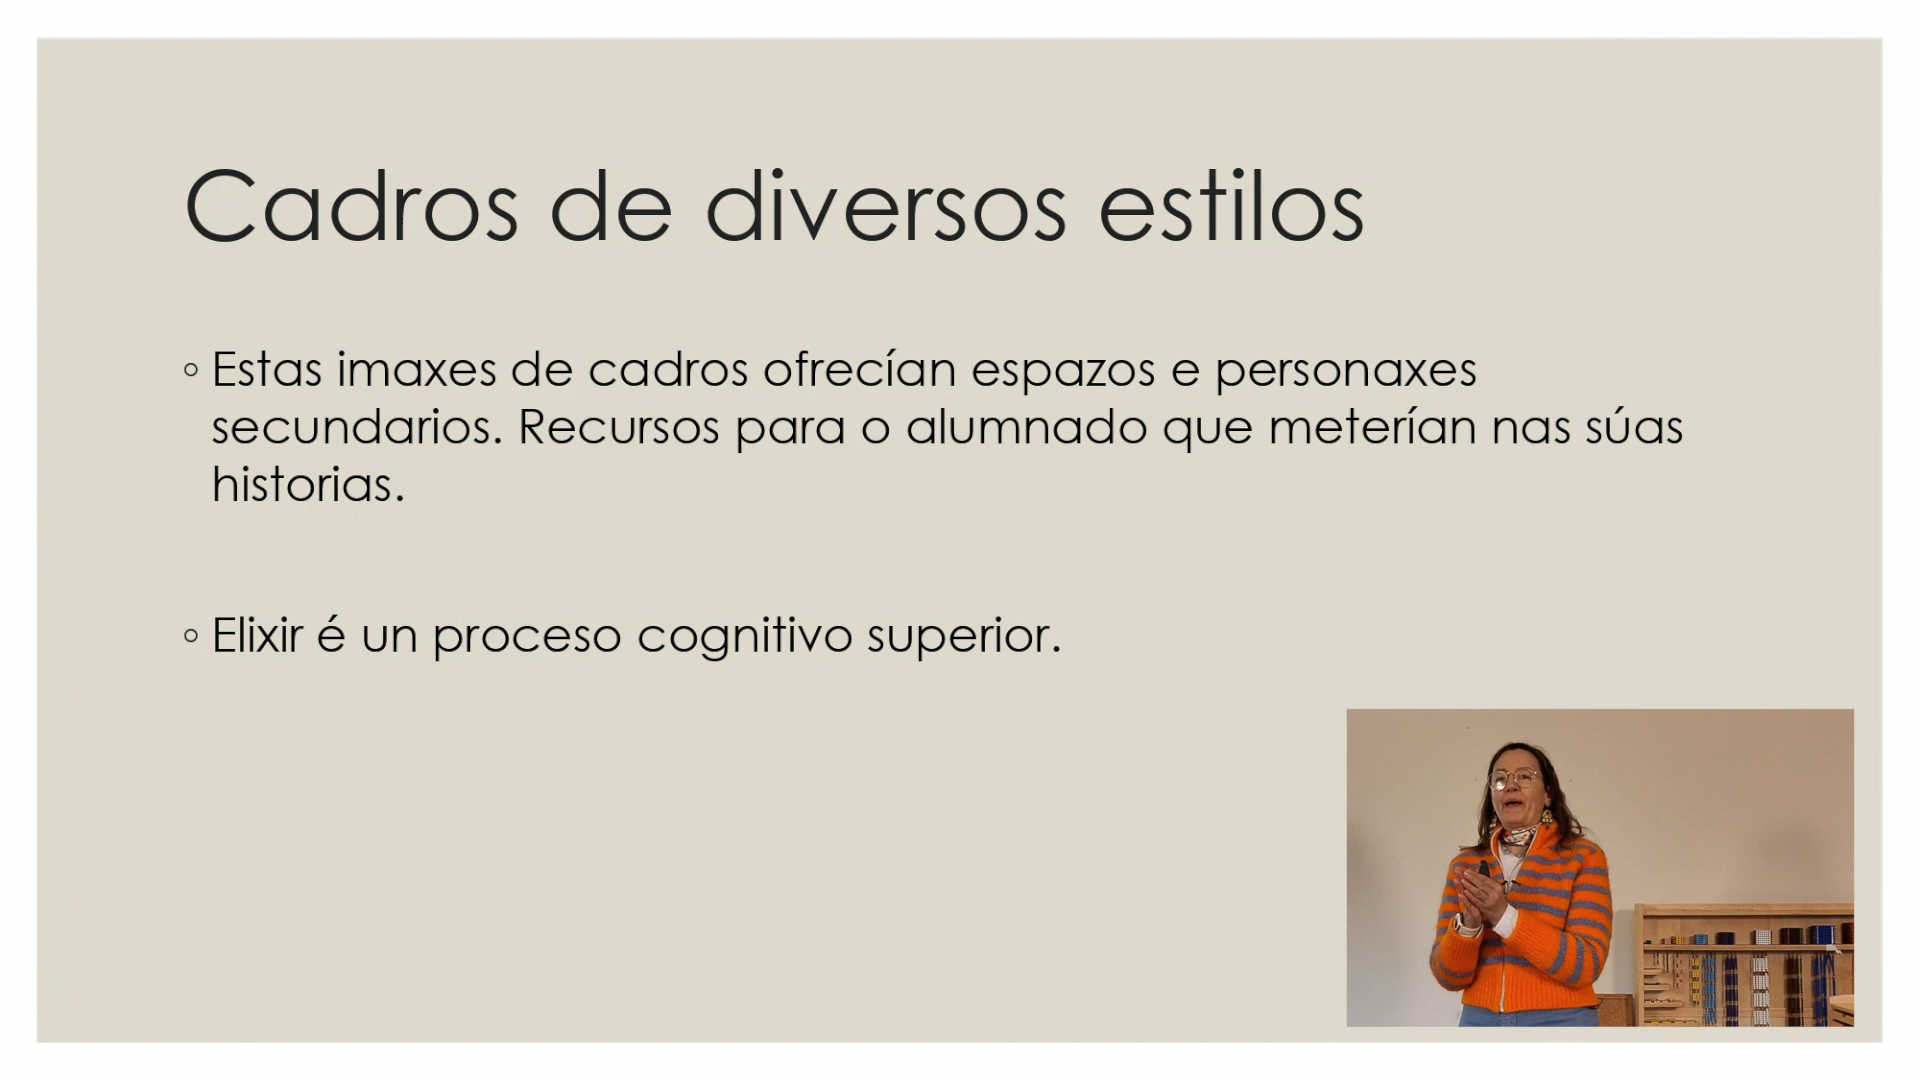 Cadros de diversos estilos
◦ Estas imaxes de cadros ofrecían espazos e personaxes
secundarios. Recursos para o alumnado que meterían nas súas
historias.
◦ Elixir é un proceso cognitivo superior.